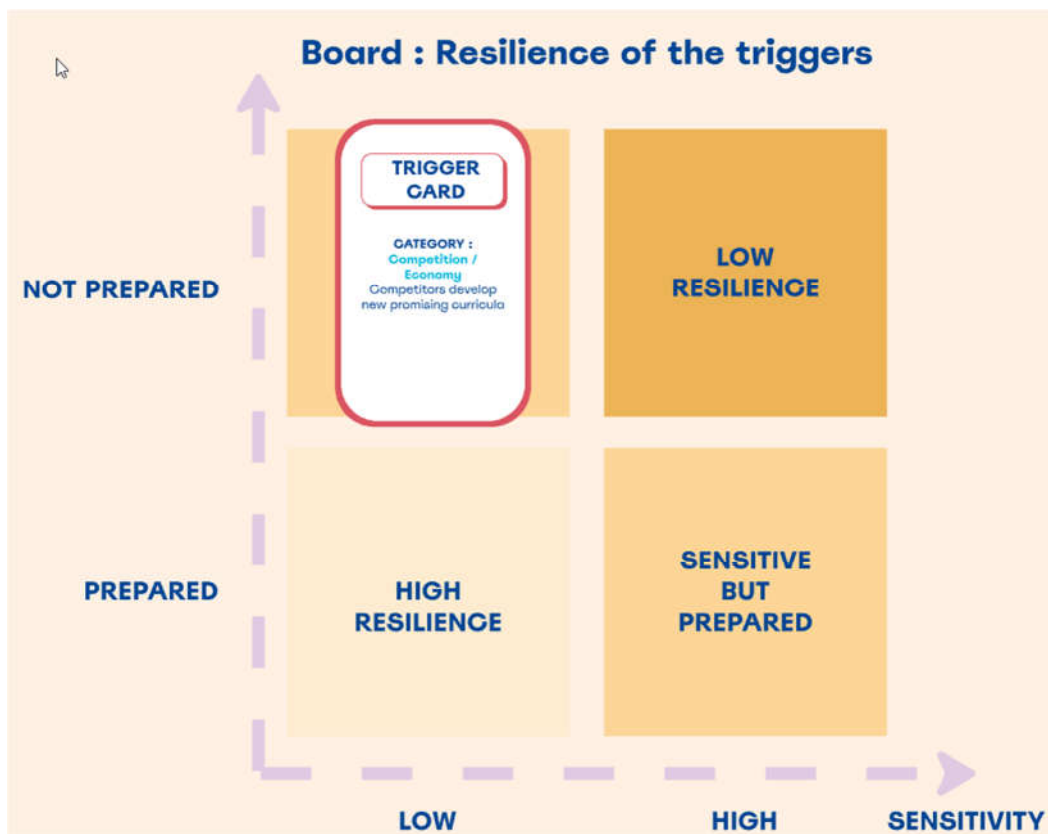 Board : Resilience of the triggers
TRIGGER
CARD
CATEGORY :
Competition /
Economy
Competitors develop
new promising curricula
LOW
RESILIENCE
NOT PREPARED
HIGH
RESILIENCE
SENSITIVE
BUT
PREPARED
PREPARED
LOW
HIGH
SENSITIVITY